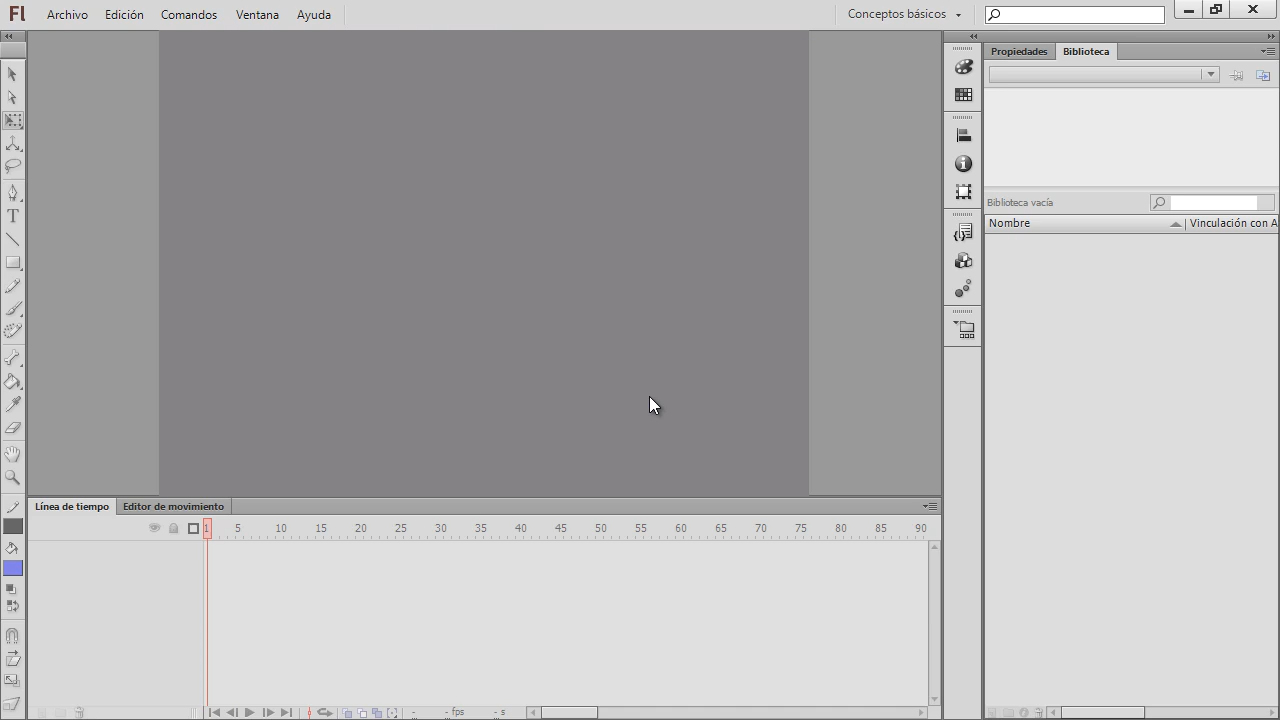 Fl Archivo Edición Comandos Ventana Ayuda Conceptos básicos
Propiedades Biblioteca
Biblioteca vacía
Nombre Vinculación con A
T
Línea de tiempo Editor de movimiento
1 5 10 15 20 25 30 35 40 45 50 55 60 65 70 75 80 85 90
- - fps - s